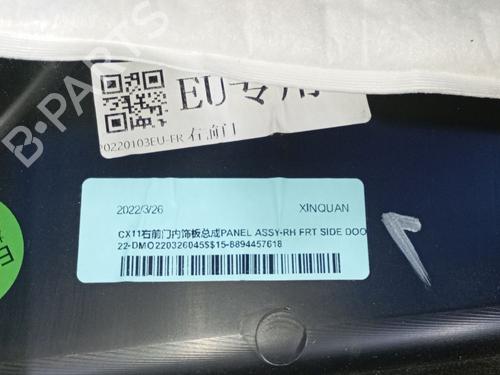 EU专用
20220103EU-FR 右前门
2022/3/26 XINQUAN
CX11右前门内饰板总成PANEL ASSY-RH FRT SIDE DOO
22-DMO220326045$$15-8894457618
B-PARTS